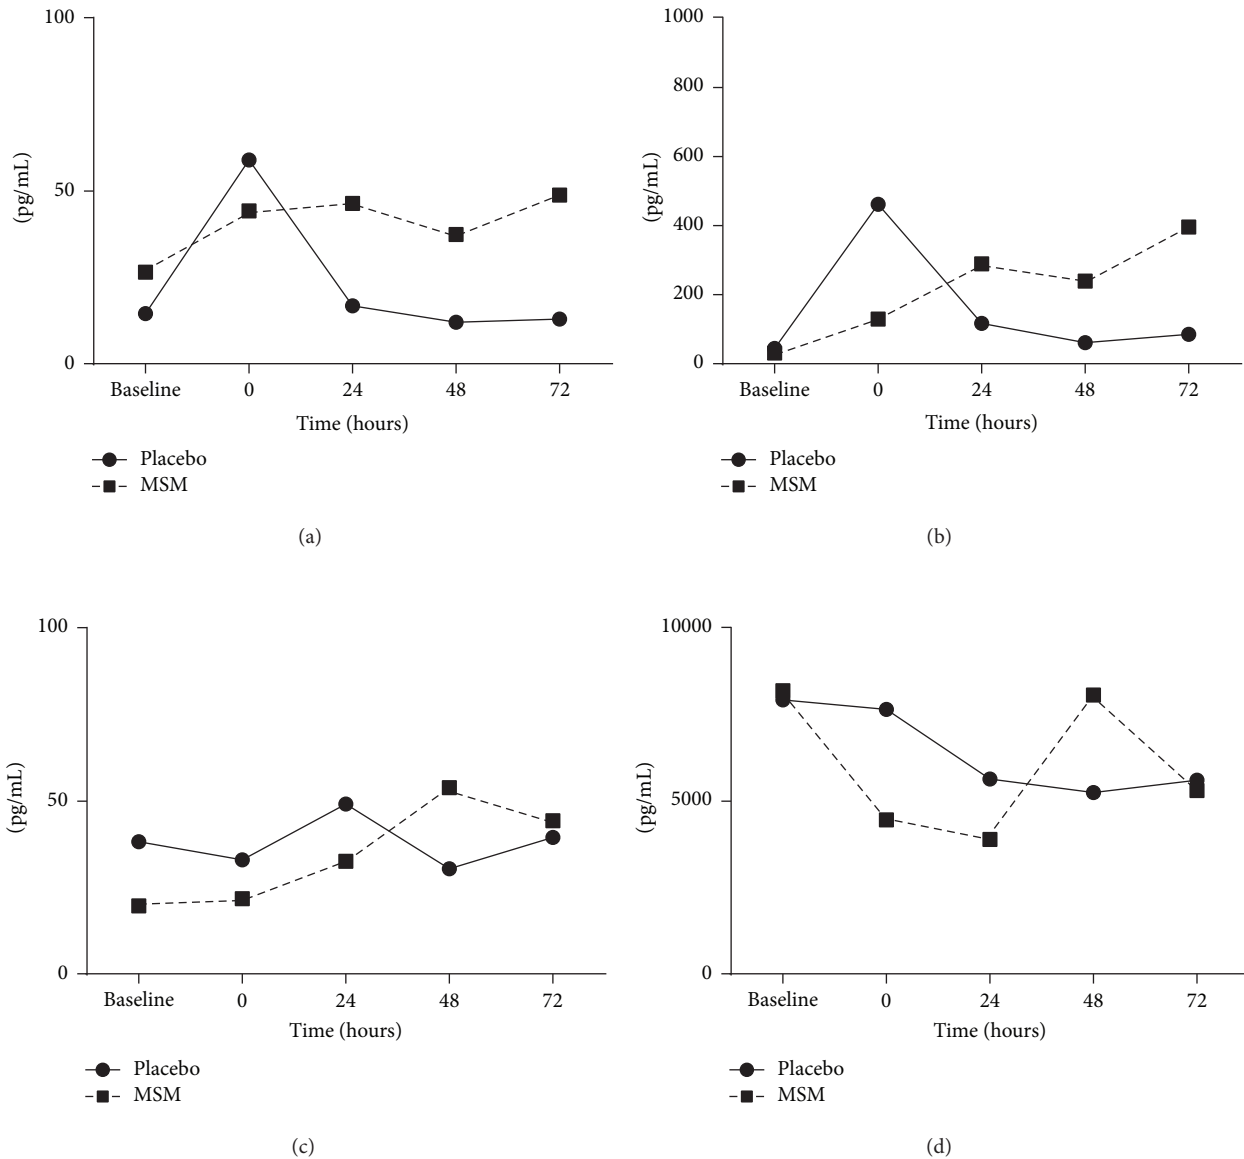 100
50
0
(pg/mL)
Baseline 0 24 48 72
Time (hours)
Placebo
MSM
(a)
1000
800
600
400
200
0
(pg/mL)
Baseline 0 24 48 72
Time (hours)
Placebo
MSM
(b)
100
50
0
(pg/mL)
Baseline 0 24 48 72
Time (hours)
Placebo
MSM
(c)
10000
5000
0
(pg/mL)
Baseline 0 24 48 72
Time (hours)
Placebo
MSM
(d)